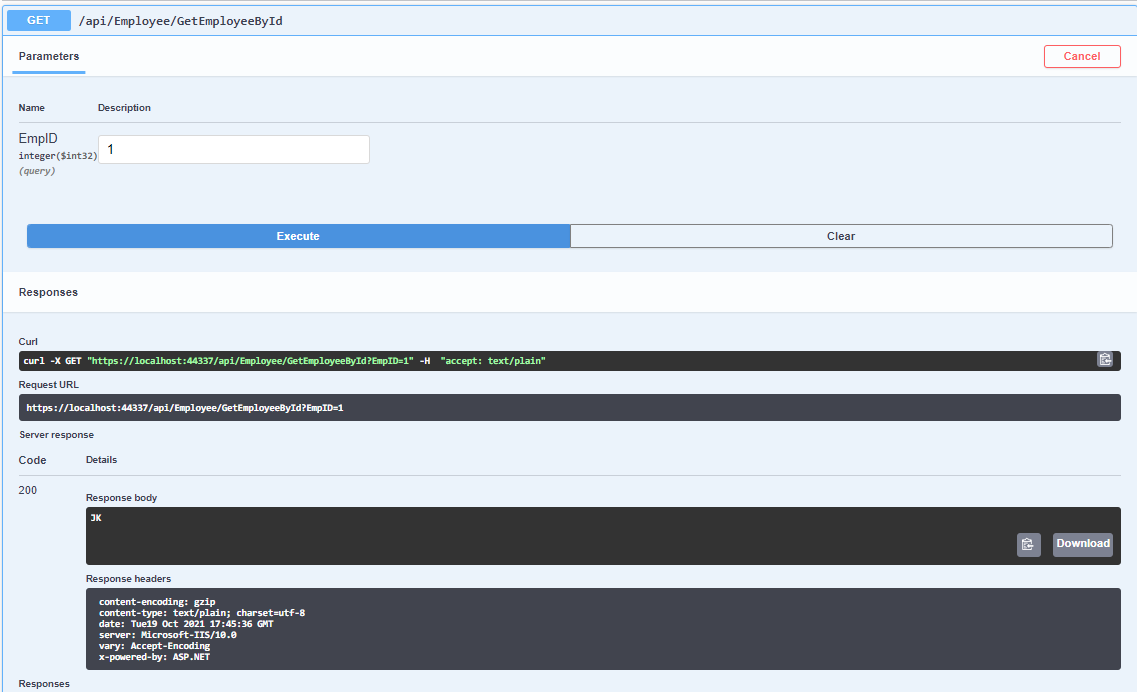 GET /api/Employee/GetEmployeeById
Parameters
Cancel
Name Description
EmpID
integer($int32)
(query)
1
Execute Clear
Responses
Curl
curl -X GET "https://localhost:44337/api/Employee/GetEmployeeById?EmpID=1" -H  "accept: text/plain"
Request URL
https://localhost:44337/api/Employee/GetEmployeeById?EmpID=1
Server response
Code Details
200
Response body
JK
Download
Response headers
content-encoding: gzip
content-type: text/plain; charset=utf-8
date: Tue19 Oct 2021 17:45:36 GMT
server: Microsoft-IIS/10.0
vary: Accept-Encoding
x-powered-by: ASP.NET
Responses